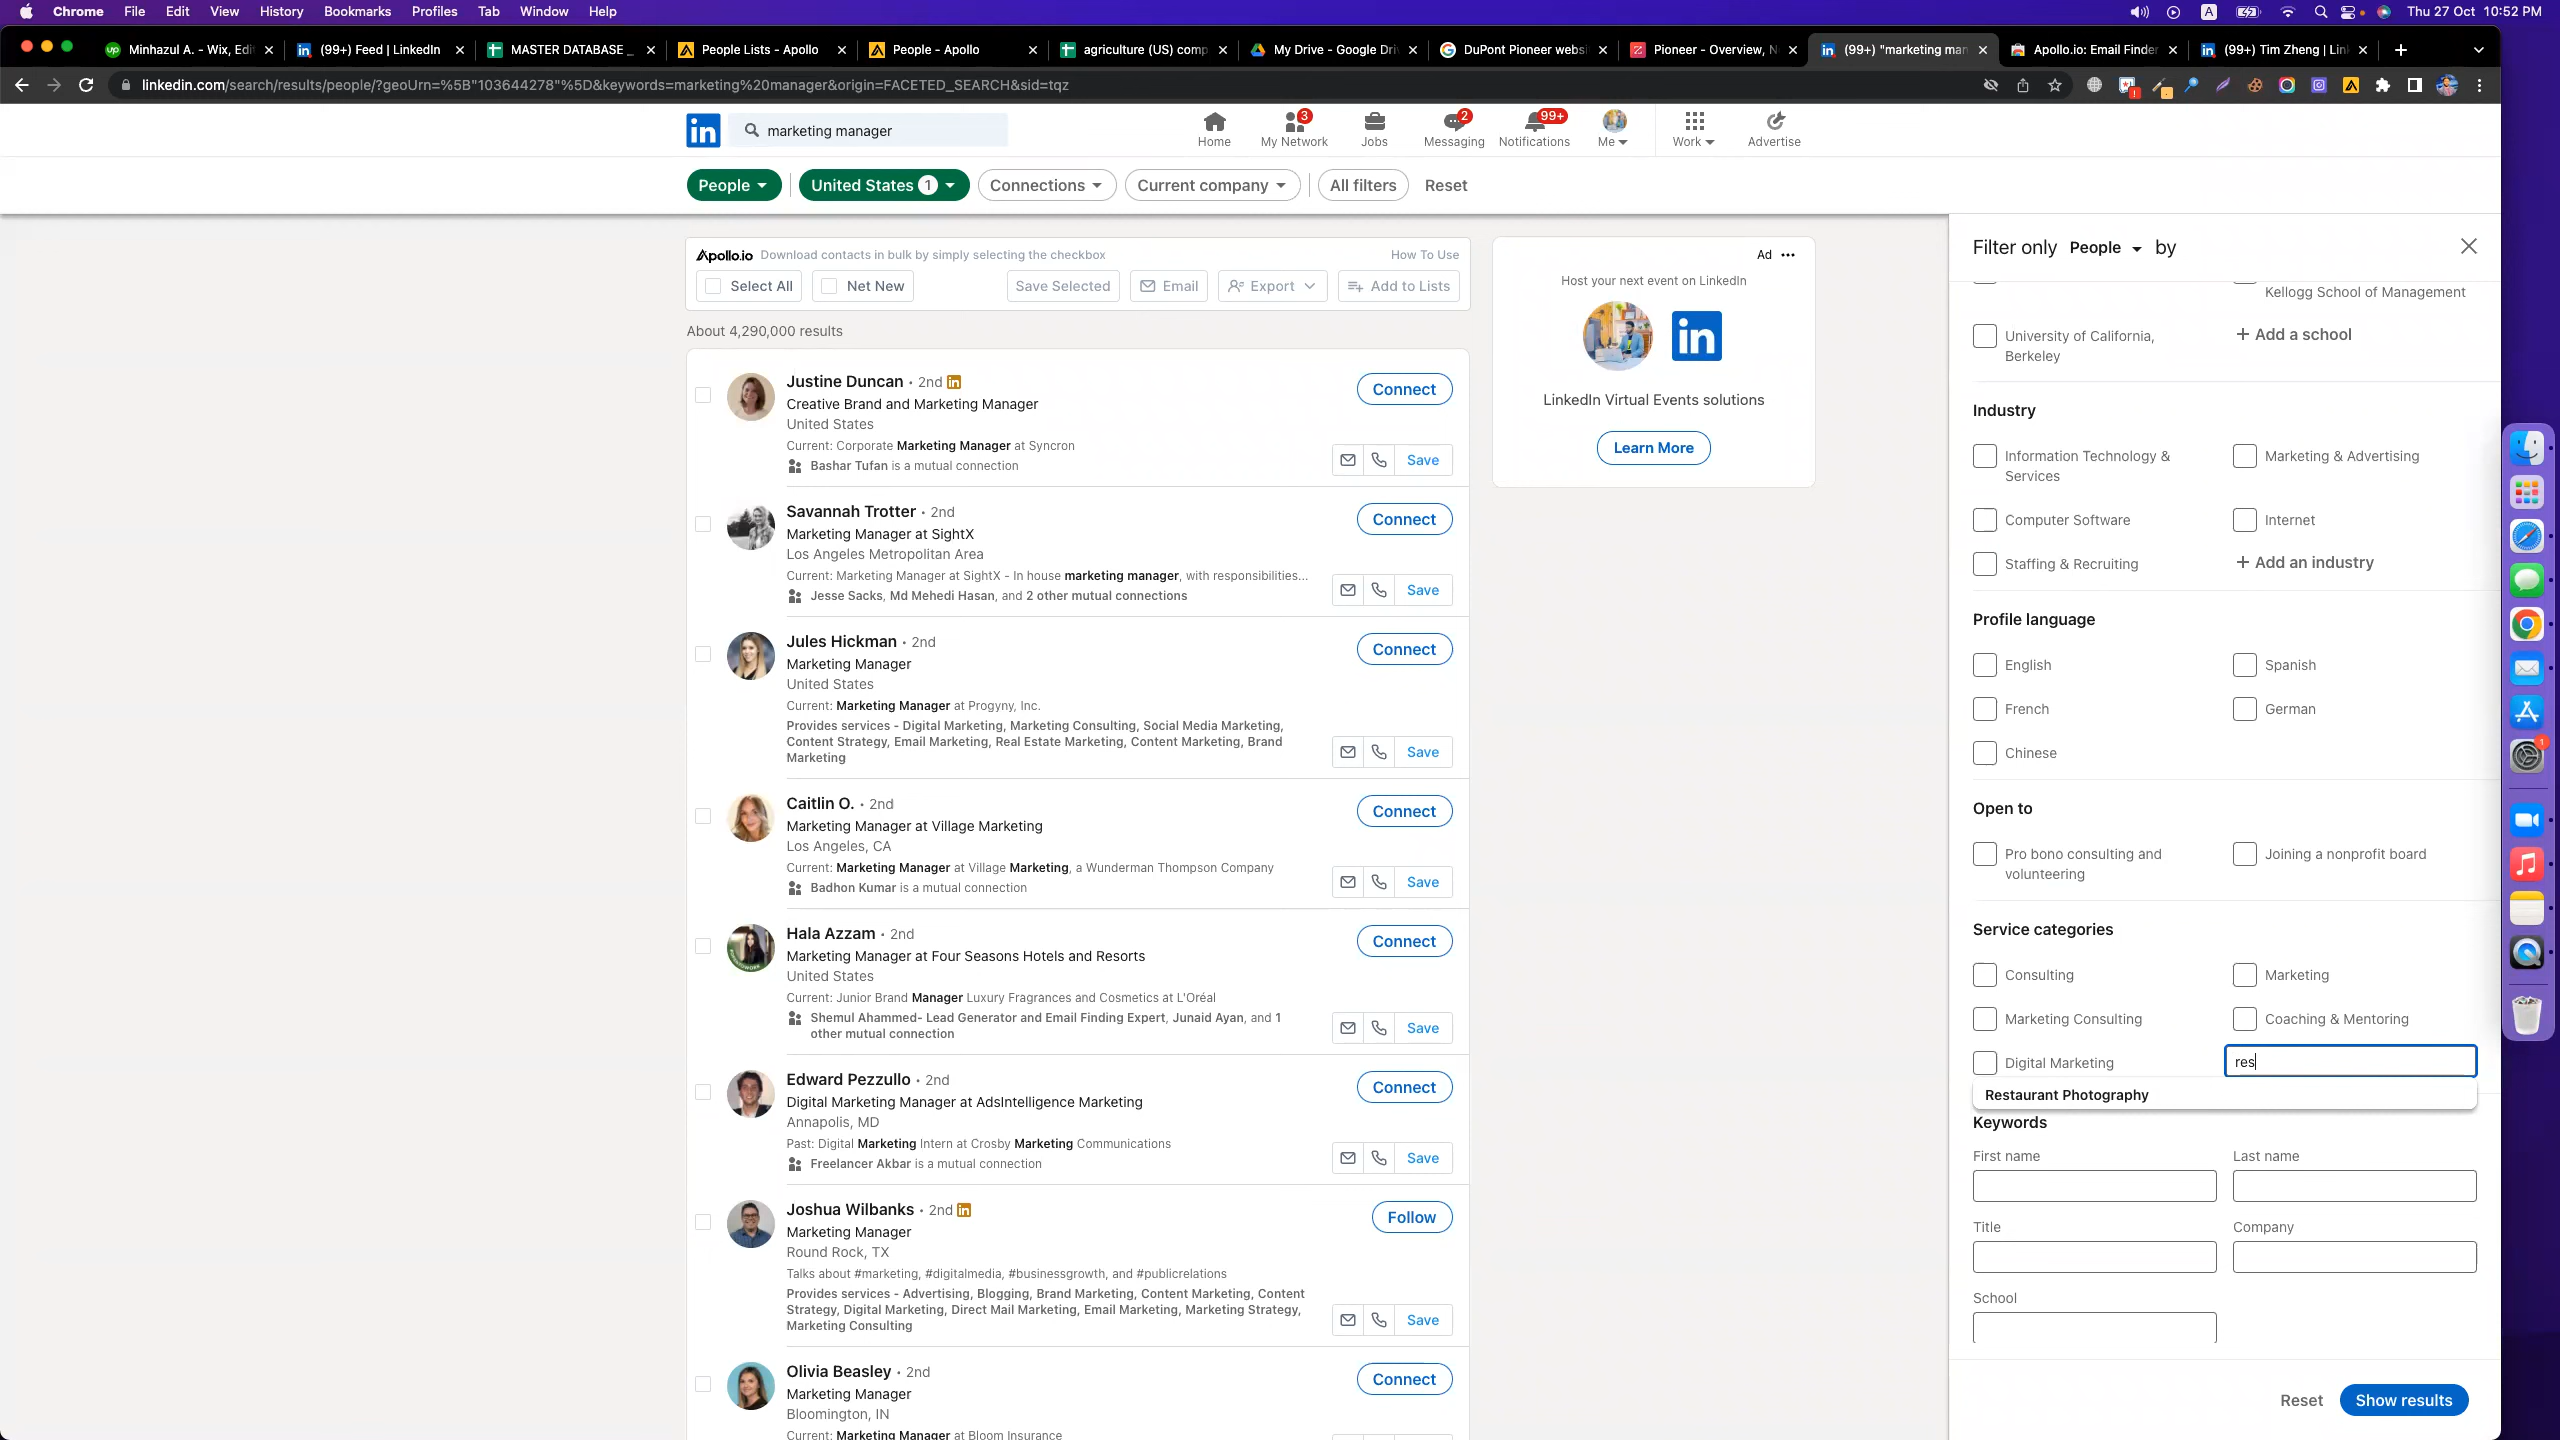 Chrome File Edit View History Bookmarks Profiles Tab Window Help
A Thu 27 Oct 10:52 PM
Minhazul A. - Wix, Edi
(99+) Feed | LinkedIn
MASTER DATABASE _
People Lists - Apollo
People - Apollo
agriculture (US) comp
My Drive - Google Dri
DuPont Pioneer websi
Pioneer - Overview, N
(99+) "marketing man
Apollo.io: Email Finder
(99+) Tim Zheng | Lin
linkedin.com/search/results/people/?geoUrn=%5B"103644278"%5D&keywords=marketing%20manager&origin=FACETED_SEARCH&sid=tqz
in
marketing manager
Home
3
My Network
Jobs
2
Messaging
99+
Notifications
Me
Work
Advertise
People
United States 1
Connections
Current company
All filters
Reset
Apollo.io Download contacts in bulk by simply selecting the checkbox
How To Use
Select All
Net New
Save Selected
Email
Export
Add to Lists
About 4,290,000 results
Justine Duncan • 2nd in
Creative Brand and Marketing Manager
United States
Current: Corporate Marketing Manager at Syncron
Bashar Tufan is a mutual connection
Connect
Save
Savannah Trotter • 2nd
Marketing Manager at SightX
Los Angeles Metropolitan Area
Current: Marketing Manager at SightX - In house marketing manager, with responsibilities...
Jesse Sacks, Md Mehedi Hasan, and 2 other mutual connections
Connect
Save
Jules Hickman • 2nd
Marketing Manager
United States
Current: Marketing Manager at Progyny, Inc.
Provides services - Digital Marketing, Marketing Consulting, Social Media Marketing,
Content Strategy, Email Marketing, Real Estate Marketing, Content Marketing, Brand
Marketing
Connect
Save
Caitlin O. • 2nd
Marketing Manager at Village Marketing
Los Angeles, CA
Current: Marketing Manager at Village Marketing, a Wunderman Thompson Company
Badhon Kumar is a mutual connection
Connect
Save
Hala Azzam • 2nd
Marketing Manager at Four Seasons Hotels and Resorts
United States
Current: Junior Brand Manager Luxury Fragrances and Cosmetics at L'Oréal
Shemul Ahammed- Lead Generator and Email Finding Expert, Junaid Ayan, and 1
other mutual connection
Connect
Save
Edward Pezzullo • 2nd
Digital Marketing Manager at AdsIntelligence Marketing
Annapolis, MD
Past: Digital Marketing Intern at Crosby Marketing Communications
Freelancer Akbar is a mutual connection
Connect
Save
Joshua Wilbanks • 2nd in
Marketing Manager
Round Rock, TX
Talks about #marketing, #digitalmedia, #businessgrowth, and #publicrelations
Provides services - Advertising, Blogging, Brand Marketing, Content Marketing, Content
Strategy, Digital Marketing, Direct Mail Marketing, Email Marketing, Marketing Strategy,
Marketing Consulting
Follow
Save
Olivia Beasley • 2nd
Marketing Manager
Bloomington, IN
Current: Marketing Manager at Bloom Insurance
Connect
Ad
Host your next event on LinkedIn
in
LinkedIn Virtual Events solutions
Learn More
Filter only People by
Kellogg School of Management
University of California,
Berkeley
+ Add a school
Industry
Information Technology &
Services
Marketing & Advertising
Computer Software
Internet
Staffing & Recruiting
+ Add an industry
Profile language
English
Spanish
French
German
Chinese
Open to
Pro bono consulting and
volunteering
Joining a nonprofit board
Service categories
Consulting
Marketing
Marketing Consulting
Coaching & Mentoring
Digital Marketing
res
Restaurant Photography
Keywords
First name
Last name
Title
Company
School
Reset
Show results
1